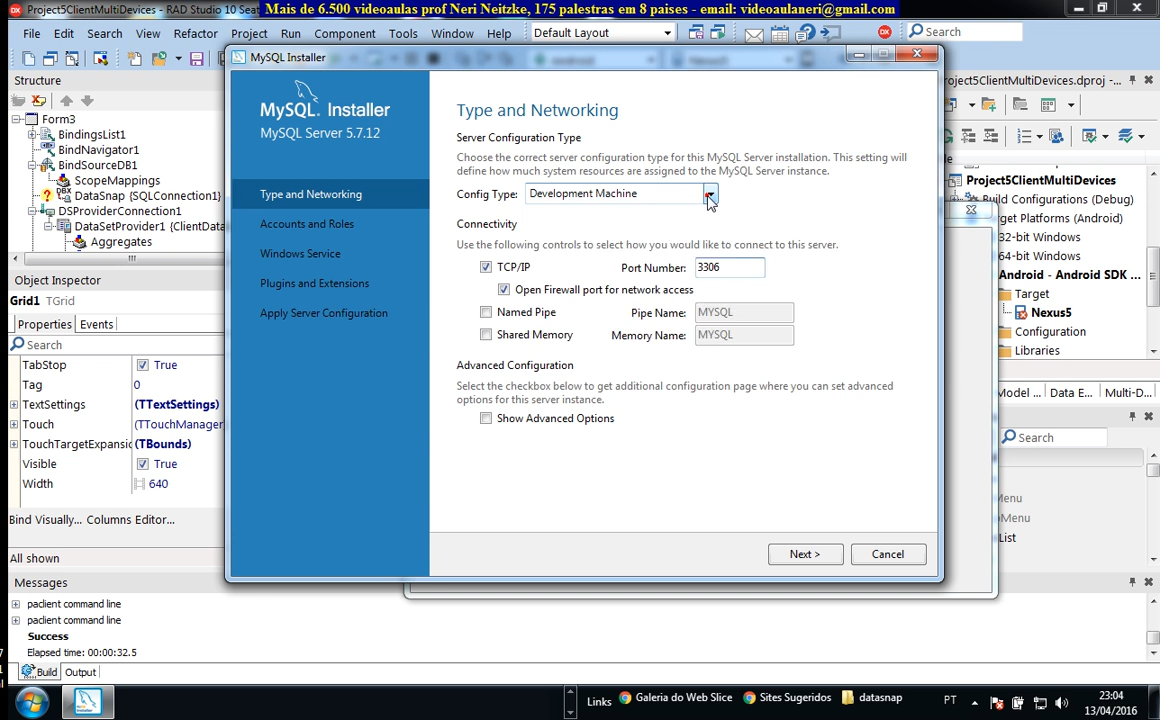 Project5ClientMultiDevices - RAD Studio 10 Seat
Mais de 6.500 videoaulas prof Neri Neitzke, 175 palestras em 8 paises - email: videoaulaneri@gmail.com
File Edit Search View Refactor Project Run Component Tools Window Help Default Layout Search
Structure
Form3
BindingsList1
BindNavigator1
BindSourceDB1
ScopeMappings
DataSnap {SQLConnection1}
DSProviderConnection1
DataSetProvider1 {ClientData
Aggregates
Object Inspector
Grid1 TGrid
Properties Events
Search
TabStop True
Tag 0
TextSettings (TTextSettings)
Touch (TTouchManager
TouchTargetExpansio (TBounds)
Visible True
Width 640
Bind Visually... Columns Editor...
All shown
MySQL Installer
MySQL. Installer
MySQL Server 5.7.12
Type and Networking
Accounts and Roles
Windows Service
Plugins and Extensions
Apply Server Configuration
Type and Networking
Server Configuration Type
Choose the correct server configuration type for this MySQL Server installation. This setting will
define how much system resources are assigned to the MySQL Server instance.
Config Type: Development Machine
Connectivity
Use the following controls to select how you would like to connect to this server.
TCP/IP Port Number: 3306
Open Firewall port for network access
Named Pipe Pipe Name: MYSQL
Shared Memory Memory Name: MYSQL
Advanced Configuration
Select the checkbox below to get additional configuration page where you can set advanced
options for this server instance.
Show Advanced Options
Next > Cancel
roject5ClientMultiDevices.dproj -
Project5ClientMultiDevices
Build Configurations (Debug)
rget Platforms (Android)
32-bit Windows
64-bit Windows
Android - Android SDK ...
Target
Nexus5
Configuration
Libraries
Model ... Data E... Multi-D...
Search
Menu
Menu
List
Messages
paclient command line
paclient command line
Success
Elapsed time: 00:00:32.5
Build Output
Links Galeria do Web Slice Sites Sugeridos datasnap PT
23:04
13/04/2016